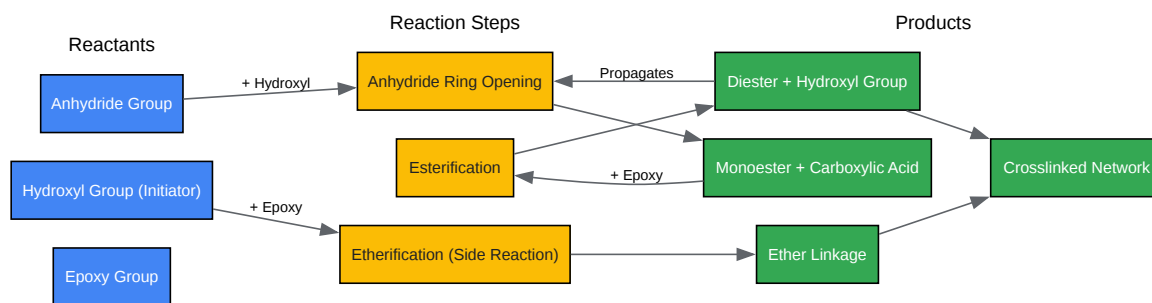 Reactants
Reaction Steps
Products
Anhydride Group
+ Hydroxyl
Anhydride Ring Opening
Propagates
Diester + Hydroxyl Group
Hydroxyl Group (Initiator)
+ Epoxy
Esterification
+ Epoxy
Monoester + Carboxylic Acid
Crosslinked Network
Epoxy Group
Etherification (Side Reaction)
Ether Linkage